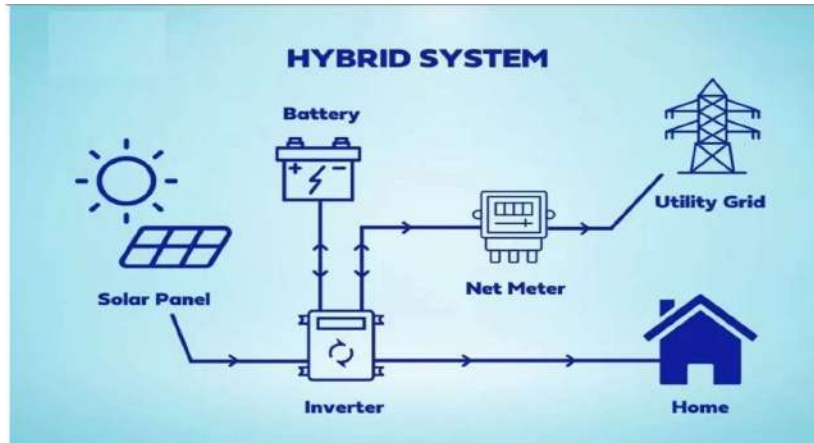 HYBRID SYSTEM
Battery
Utility Grid
Solar Panel
Net Meter
Inverter
Home